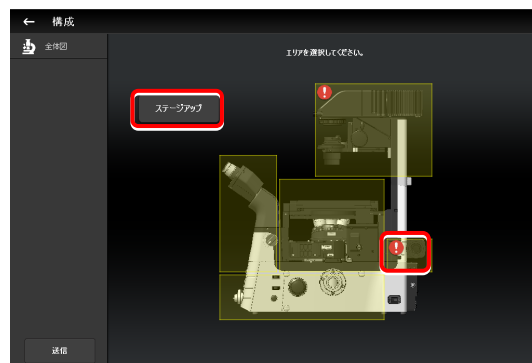 ← 構成
全体図
エリアを選択してください。
ステージアップ
送信